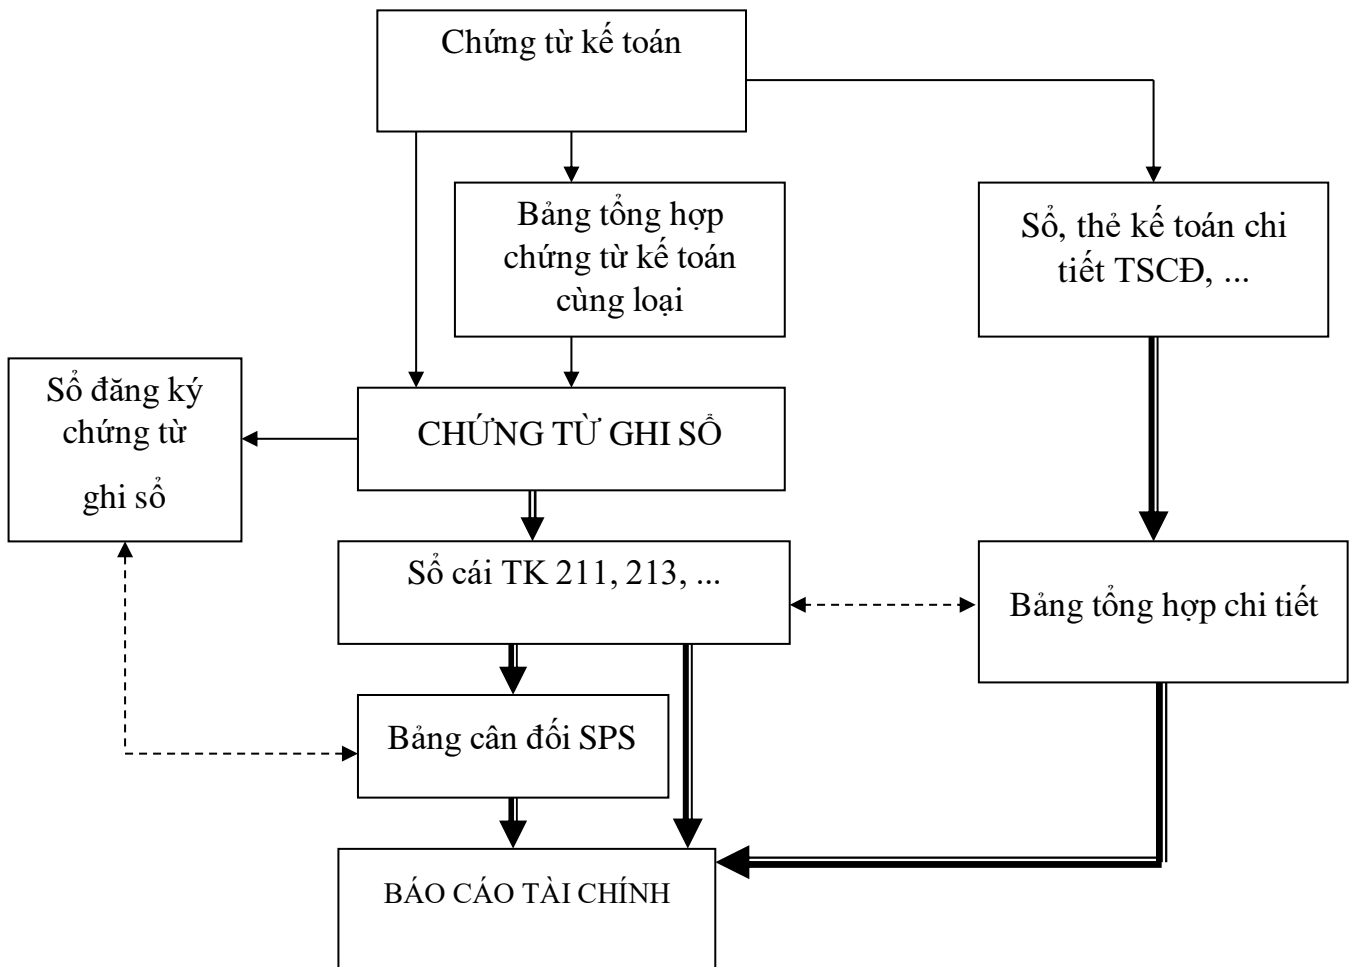 Chứng từ kế toán
Bảng tổng hợp
chứng từ kế toán
cùng loại
Sổ, thẻ kế toán chi
tiết TSCĐ, ...
Sổ đăng ký
chứng từ
ghi sổ
CHỨNG TỪ GHI SỔ
Sổ cái TK 211, 213, ...
Bảng tổng hợp chi tiết
Bảng cân đối SPS
BÁO CÁO TÀI CHÍNH